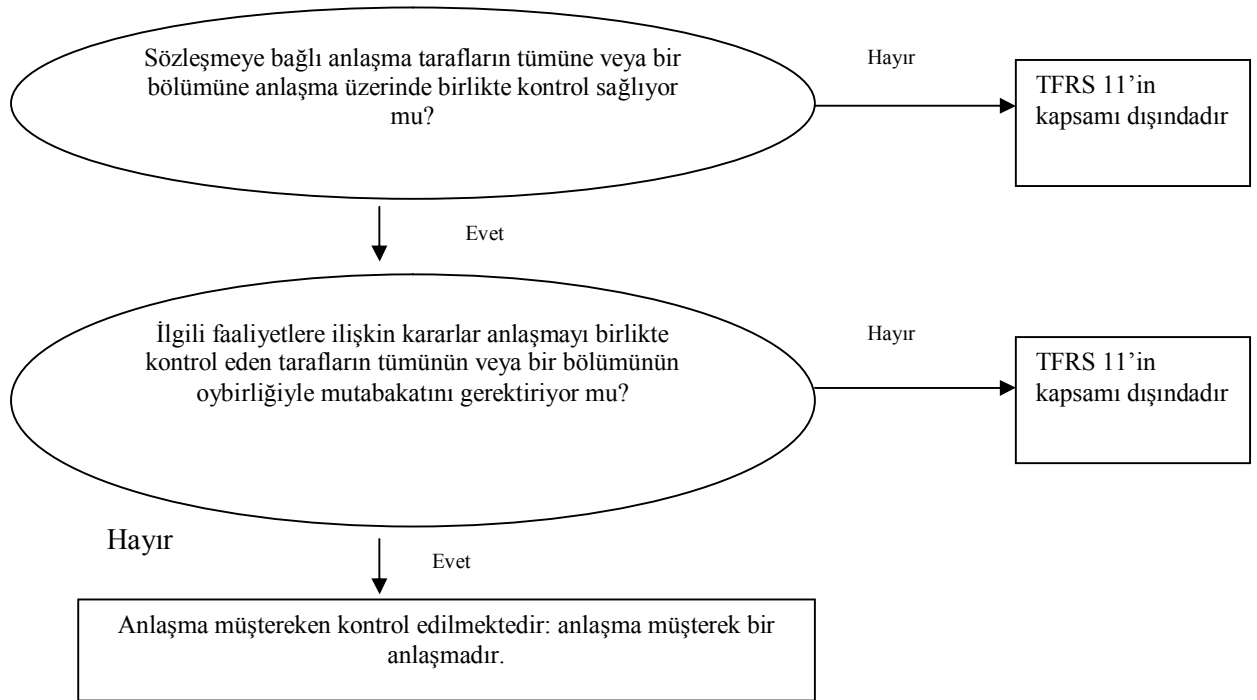 Sözleşmeye bağlı anlaşma tarafların tümüne veya bir
bölümüne anlaşma üzerinde birlikte kontrol sağlıyor
mu?
Hayır
TFRS 11’in
kapsamı dışındadır
Evet
İlgili faaliyetlere ilişkin kararlar anlaşmayı birlikte
kontrol eden tarafların tümünün veya bir bölümünün
oybirliğiyle mutabakatını gerektiriyor mu?
Hayır
TFRS 11’in
kapsamı dışındadır
Hayır
Evet
Anlaşma müştereken kontrol edilmektedir: anlaşma müşterek bir
anlaşmadır.